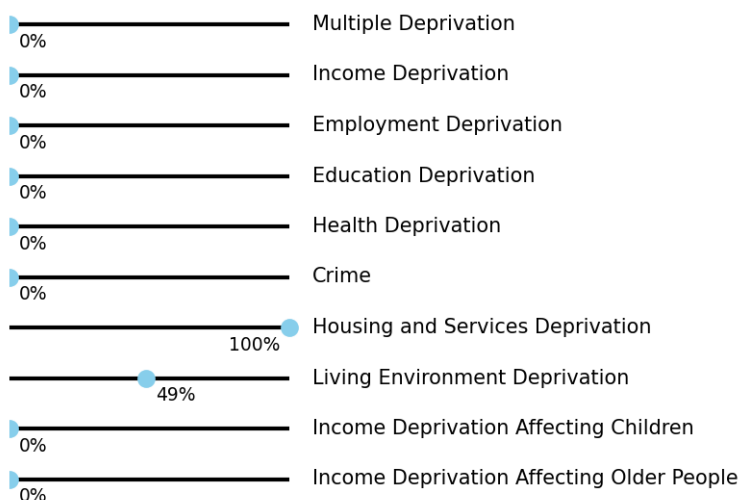 Multiple Deprivation
0%
Income Deprivation
0%
Employment Deprivation
0%
Education Deprivation
0%
Health Deprivation
0%
Crime
0%
Housing and Services Deprivation
100%
Living Environment Deprivation
49%
Income Deprivation Affecting Children
0%
Income Deprivation Affecting Older People
0%